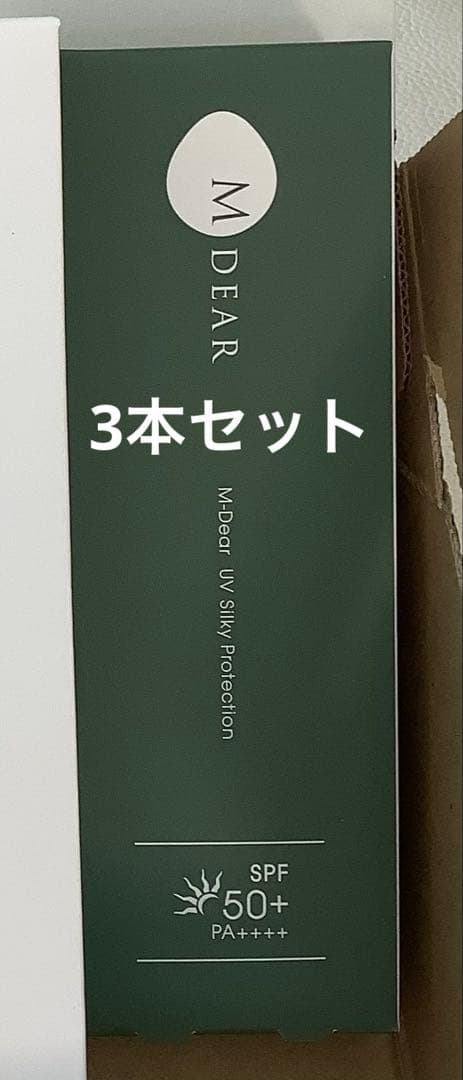 M DEAR
3本セット
M-Dear UV Silky Protection
SPF
50+
PA++++